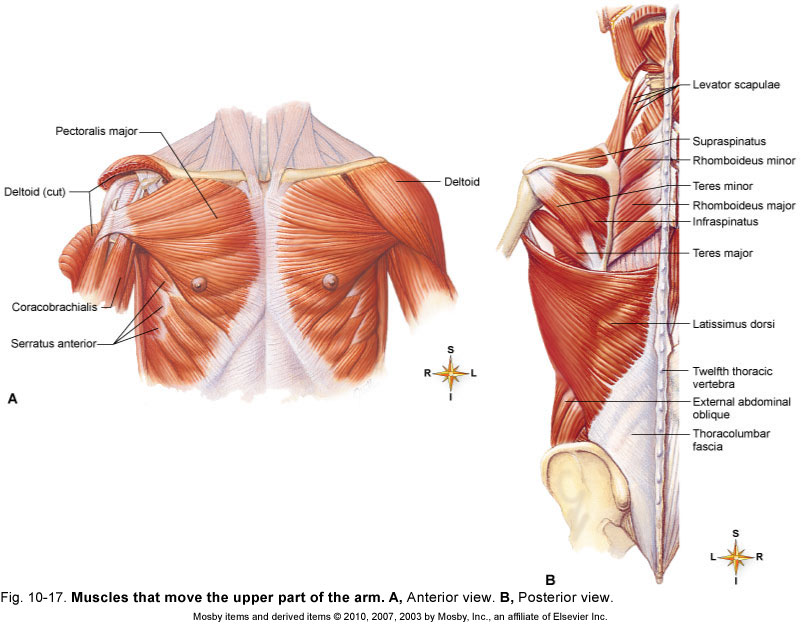 Pectoralis major
Deltoid (cut)
Deltoid
Coracobrachialis
Serratus anterior
S
R
L
I
A
Levator scapulae
Supraspinatus
Rhomboideus minor
Teres minor
Rhomboideus major
Infraspinatus
Teres major
Latissimus dorsi
Twelfth thoracic
vertebra
External abdominal
oblique
Thoracolumbar
fascia
S
L
R
I
B
Fig. 10-17. Muscles that move the upper part of the arm. A, Anterior view. B, Posterior view.
Mosby items and derived items © 2010, 2007, 2003 by Mosby, Inc., an affiliate of Elsevier Inc.